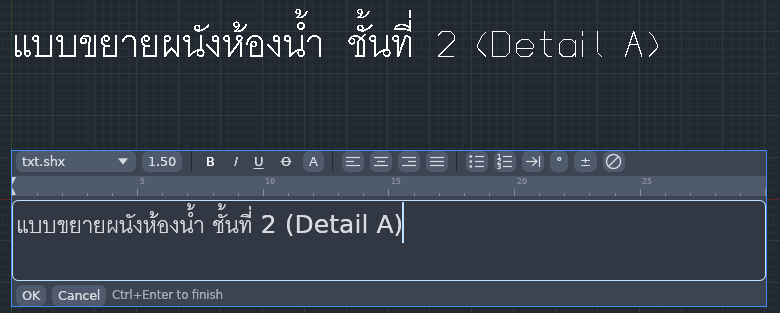 แบบขยายผนังห้องน้ำ ชั้นที่ 2 (Detail A)
txt.shx 1.50 B I U O A ° ±
5 10 15 20 25
แบบขยายผนังห้องน้ำ ชั้นที่ 2 (Detail A)
OK Cancel Ctrl+Enter to finish